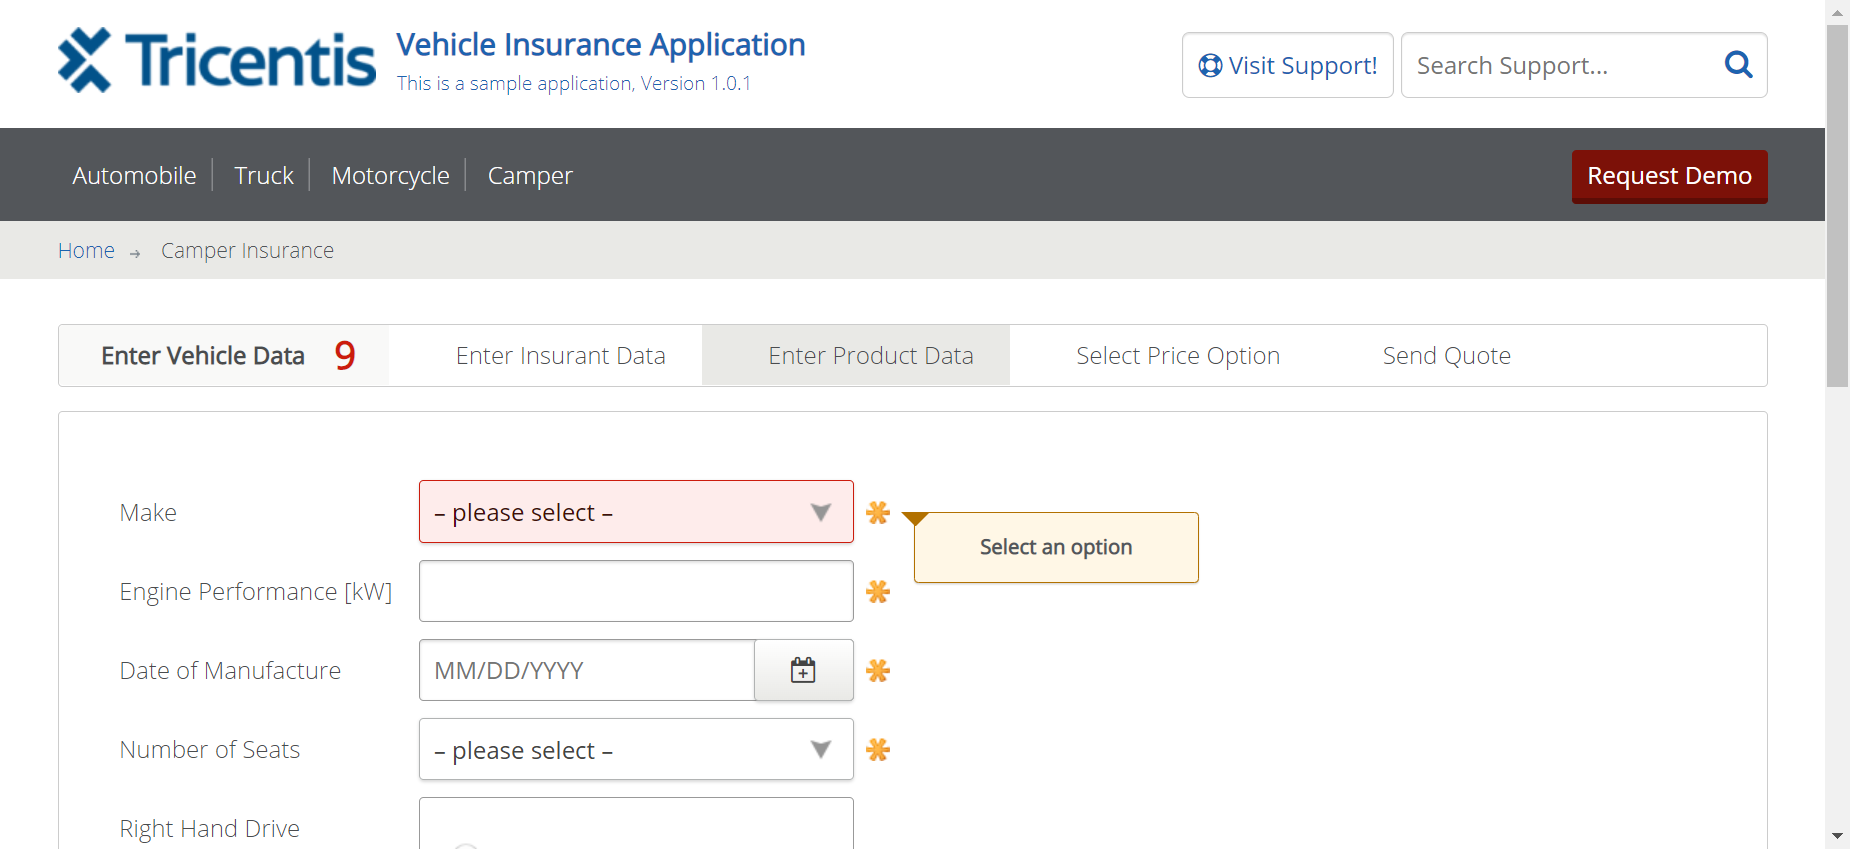 Tricentis
Vehicle Insurance Application
This is a sample application, Version 1.0.1
Visit Support!
Search Support...
Automobile
Truck
Motorcycle
Camper
Request Demo
Home
Camper Insurance
Enter Vehicle Data 9
Enter Insurant Data
Enter Product Data
Select Price Option
Send Quote
Make
– please select –
Select an option
Engine Performance [kW]
Date of Manufacture
MM/DD/YYYY
Number of Seats
– please select –
Right Hand Drive